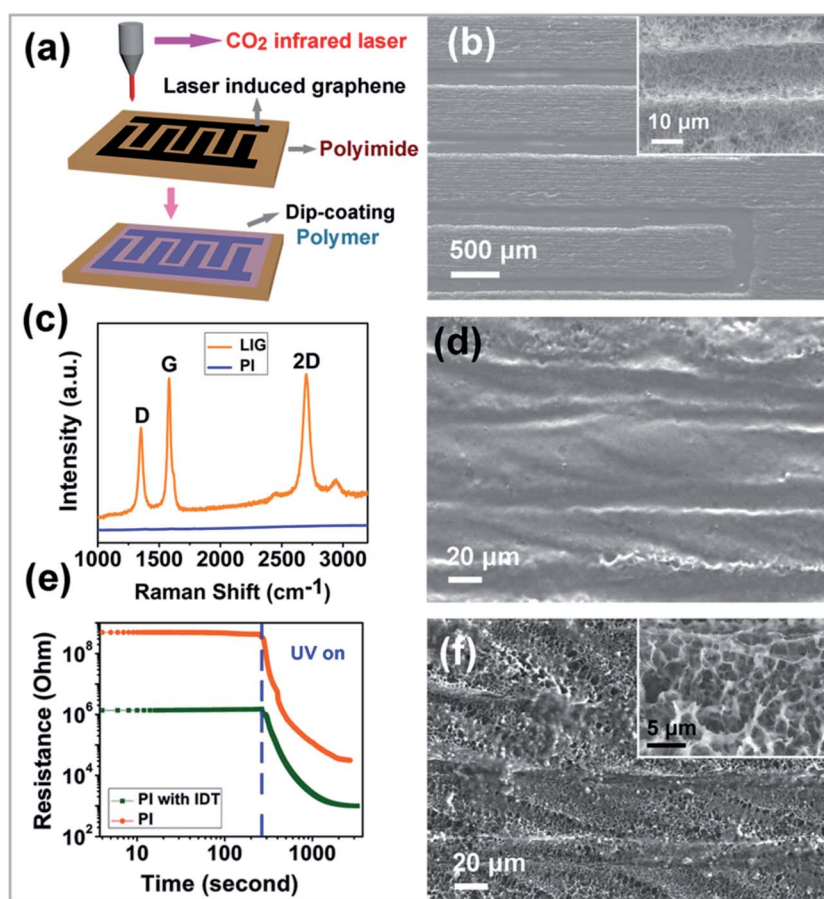 (a)
CO2 infrared laser
Laser induced graphene
Polyimide
Dip-coating
Polymer
(b)
10 μm
500 μm
(c)
LIG
PI
D
G
2D
Intensity (a.u.)
1000 1500 2000 2500 3000
Raman Shift (cm-1)
(d)
20 μm
(e)
UV on
Resistance (Ohm)
10^8
10^6
10^4
10^2
PI with IDT
PI
10 100 1000
Time (second)
(f)
5 μm
20 μm